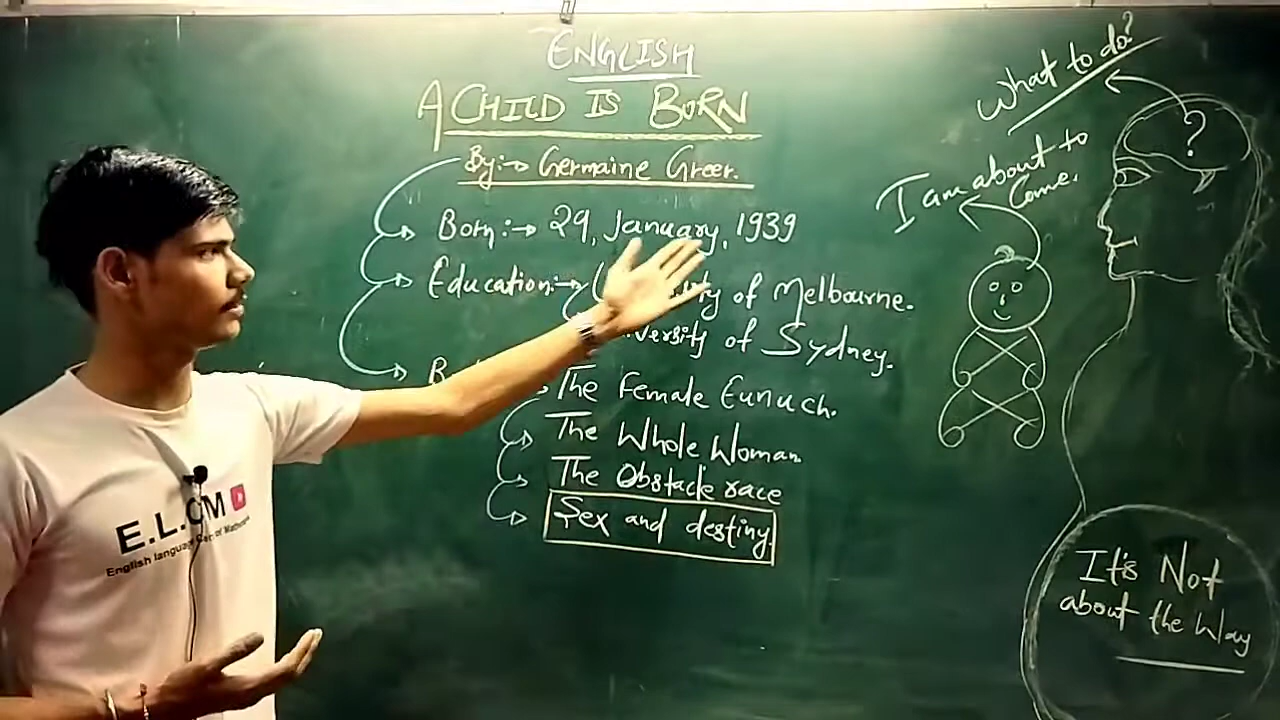 ENGLISH
A CHILD IS BORN
By:→ Germaine Greer.
Born:→ 29, January, 1939
Education:→ of Melbourne.
of Sydney.
The Female Eunuch.
The Whole Woman
The Obstacle race
Sex and destiny.
What to do?
?
I am about to
Come.
It's Not
about the Way
E.L.COM
English language